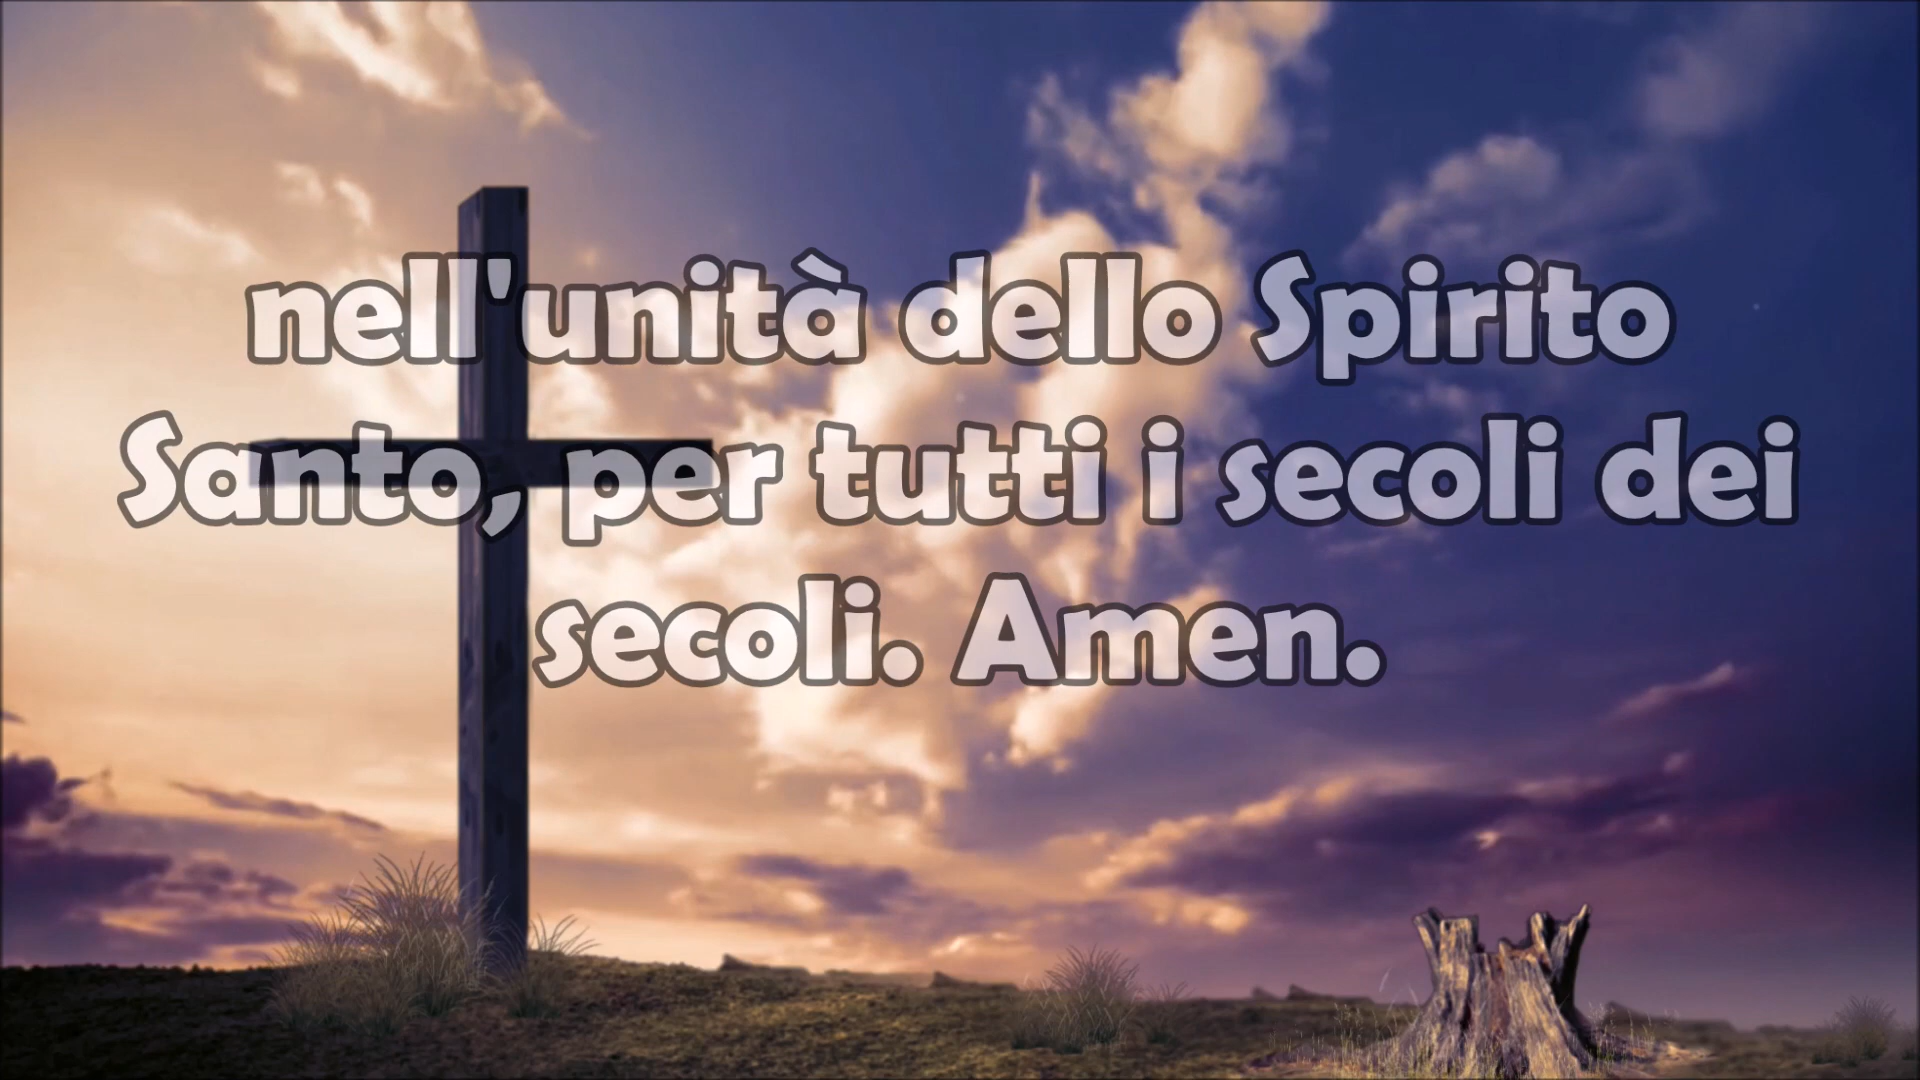 nell'unità dello Spirito
Santo, per tutti i secoli dei
secoli. Amen.